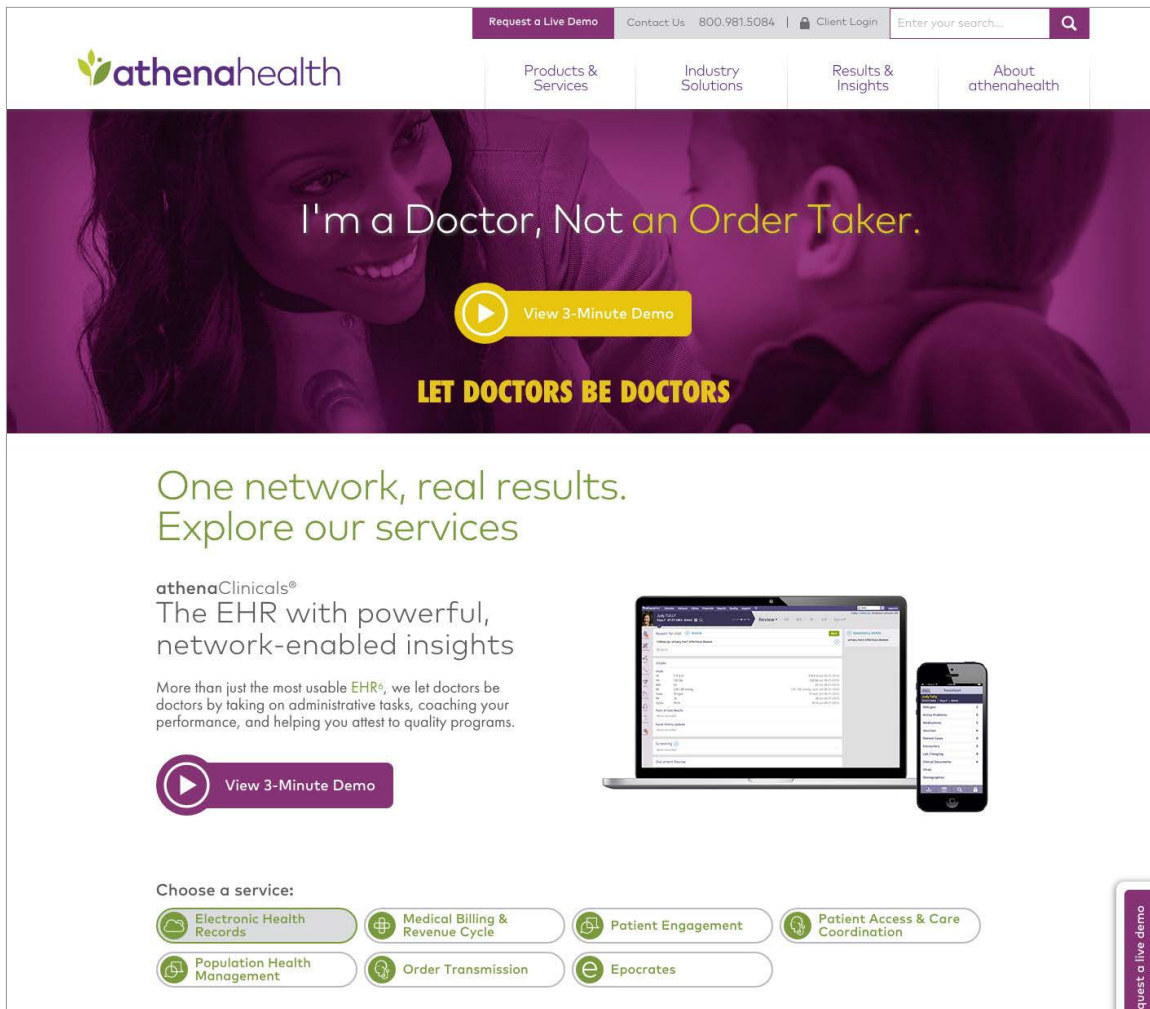 Request a Live Demo
Contact Us 800.981.5084 | Client Login
Enter your search...
athenahealth
Products &
Services
Industry
Solutions
Results &
Insights
About
athenahealth
I'm a Doctor, Not an Order Taker.
View 3-Minute Demo
LET DOCTORS BE DOCTORS
One network, real results.
Explore our services
athenaClinicals®
The EHR with powerful,
network-enabled insights
More than just the most usable EHR⁶, we let doctors be
doctors by taking on administrative tasks, coaching your
performance, and helping you attest to quality programs.
View 3-Minute Demo
Review
Choose a service:
Electronic Health
Records
Medical Billing &
Revenue Cycle
Patient Engagement
Patient Access & Care
Coordination
Population Health
Management
Order Transmission
e Epocrates
quest a live demo